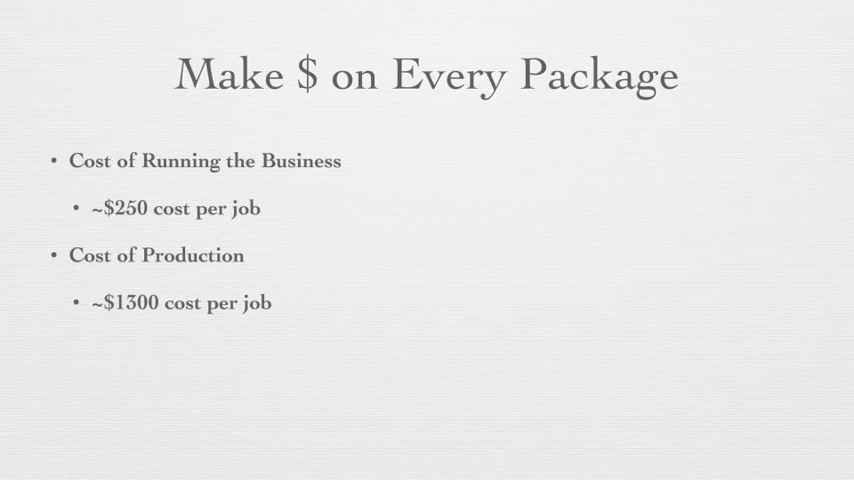 Make $ on Every Package
• Cost of Running the Business
• ~$250 cost per job
• Cost of Production
• ~$1300 cost per job